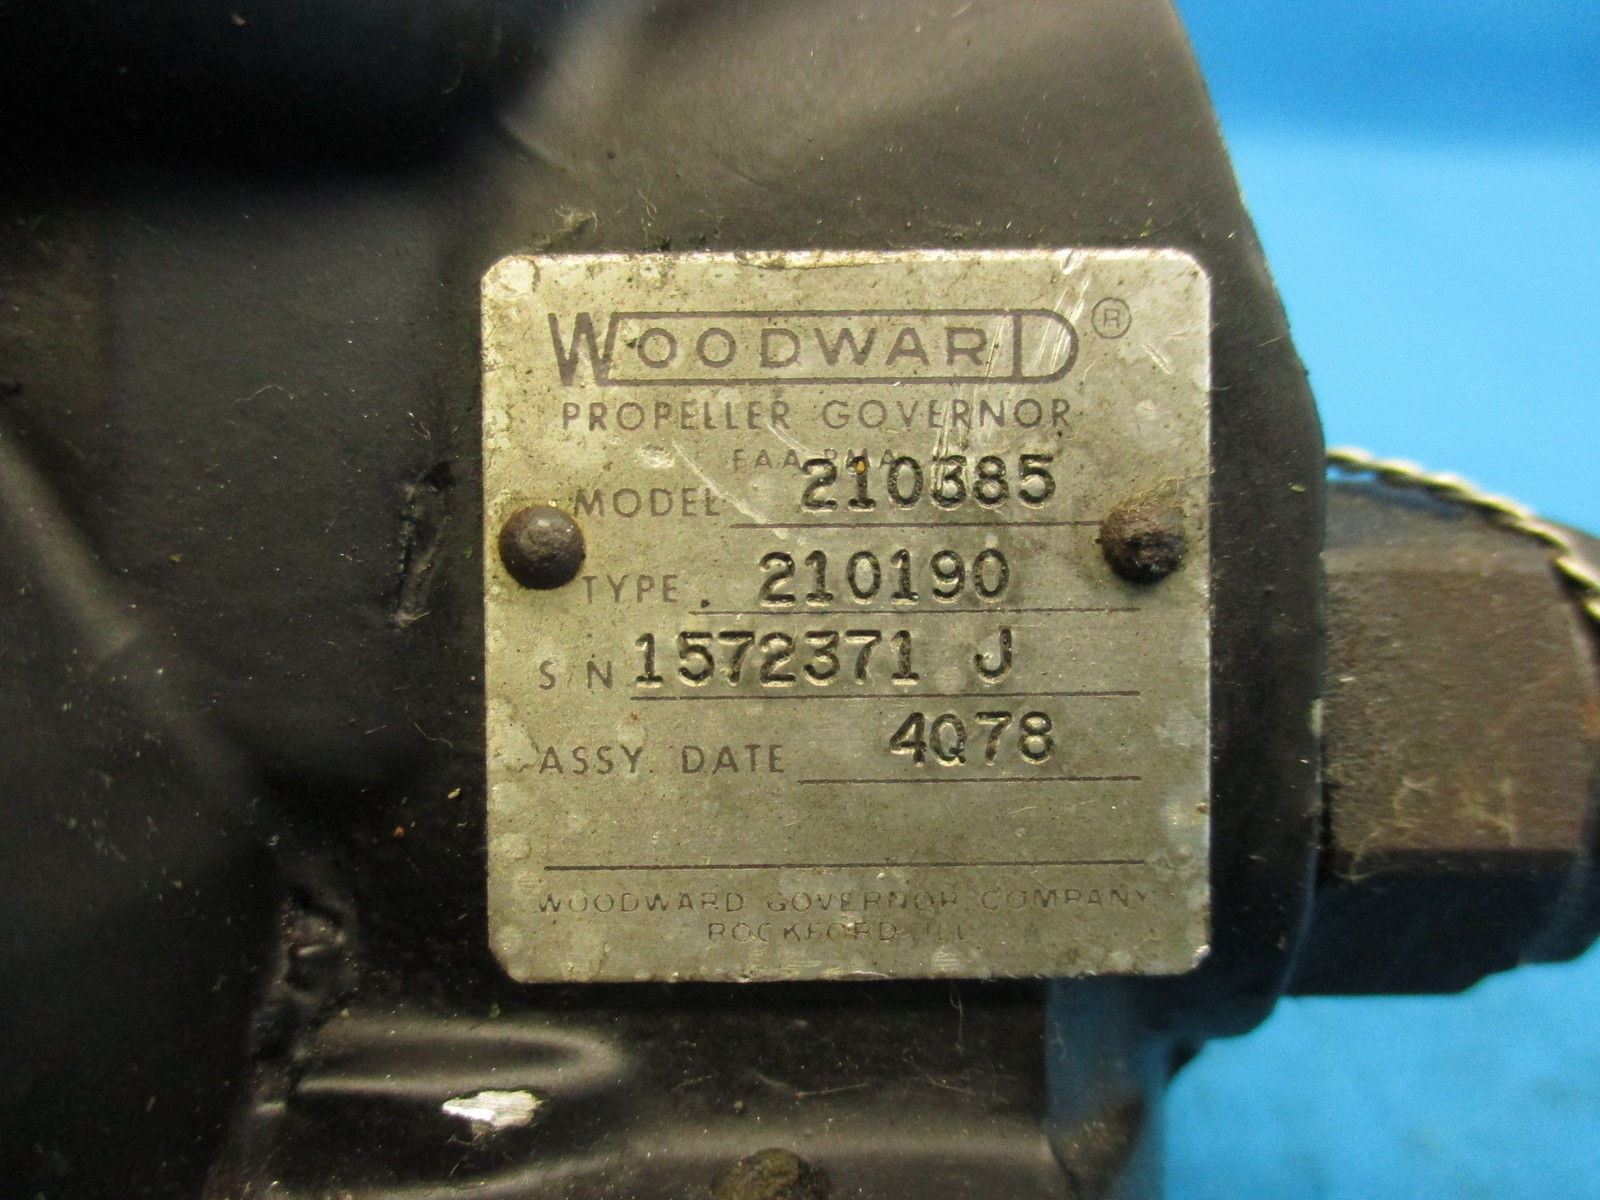 WOODWARD ®
PROPELLER GOVERNOR
FAA-PMA
MODEL 210385
TYPE . 210190
S/N 1572371 J
ASSY. DATE 4Q78
WOODWARD GOVERNOR COMPANY
ROCKFORD, ILL.